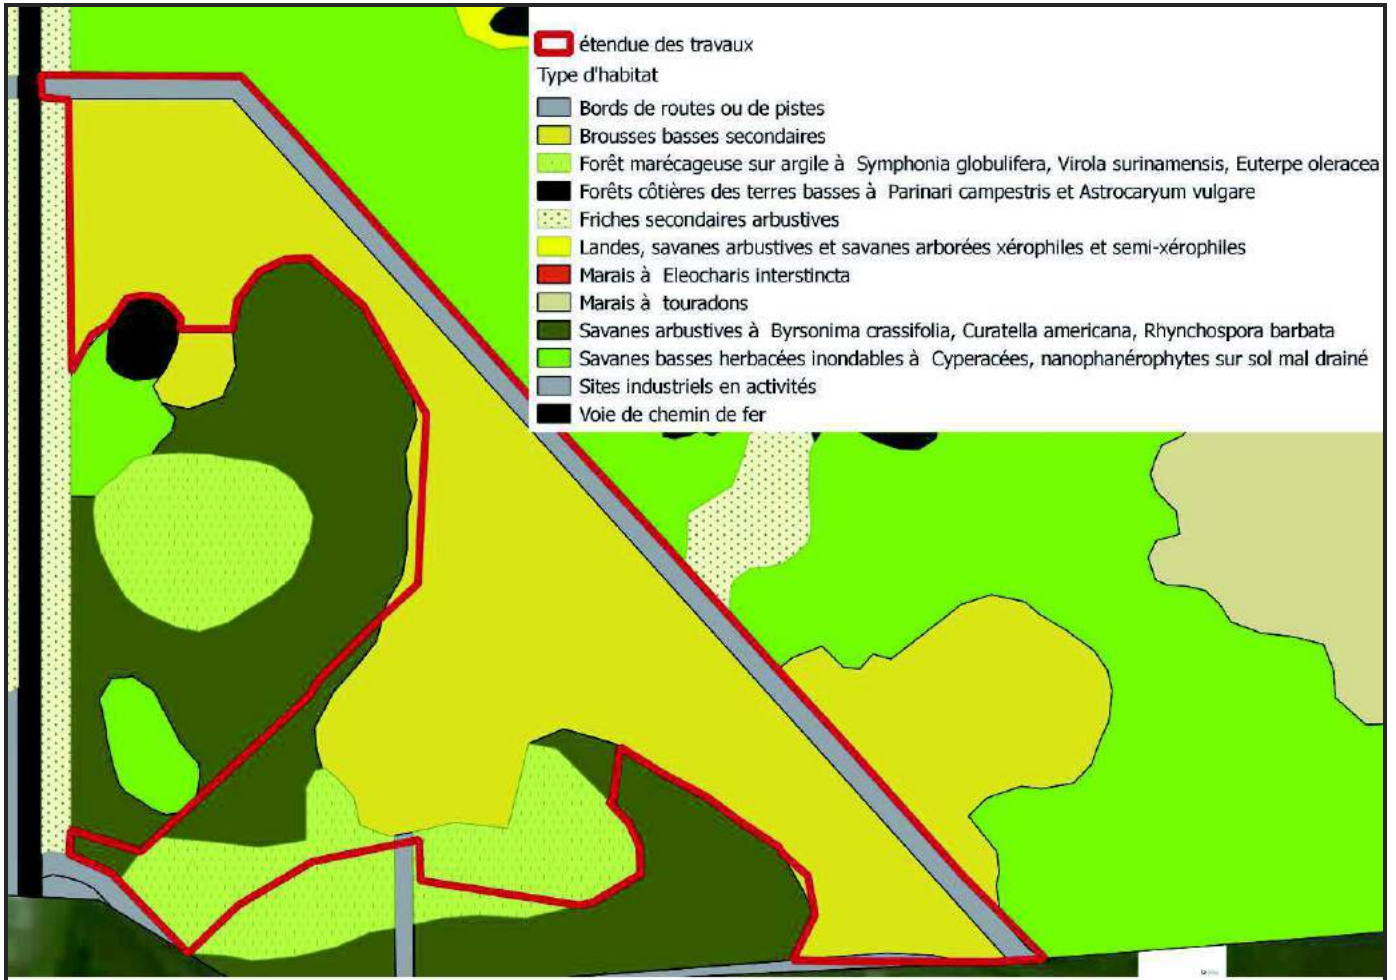 étendue des travaux
Type d'habitat
Bords de routes ou de pistes
Brousses basses secondaires
Forêt marécageuse sur argile à Symphonia globulifera, Virola surinamensis, Euterpe oleracea
Forêts côtières des terres basses à Parinari campestris et Astrocaryum vulgare
Friches secondaires arbustives
Landes, savanes arbustives et savanes arborées xérophiles et semi-xérophiles
Marais à Eleocharis interstincta
Marais à touradons
Savanes arbustives à Byrsonima crassifolia, Curatella americana, Rhynchospora barbata
Savanes basses herbacées inondables à Cyperacées, nanophanérophytes sur sol mal drainé
Sites industriels en activités
Voie de chemin de fer